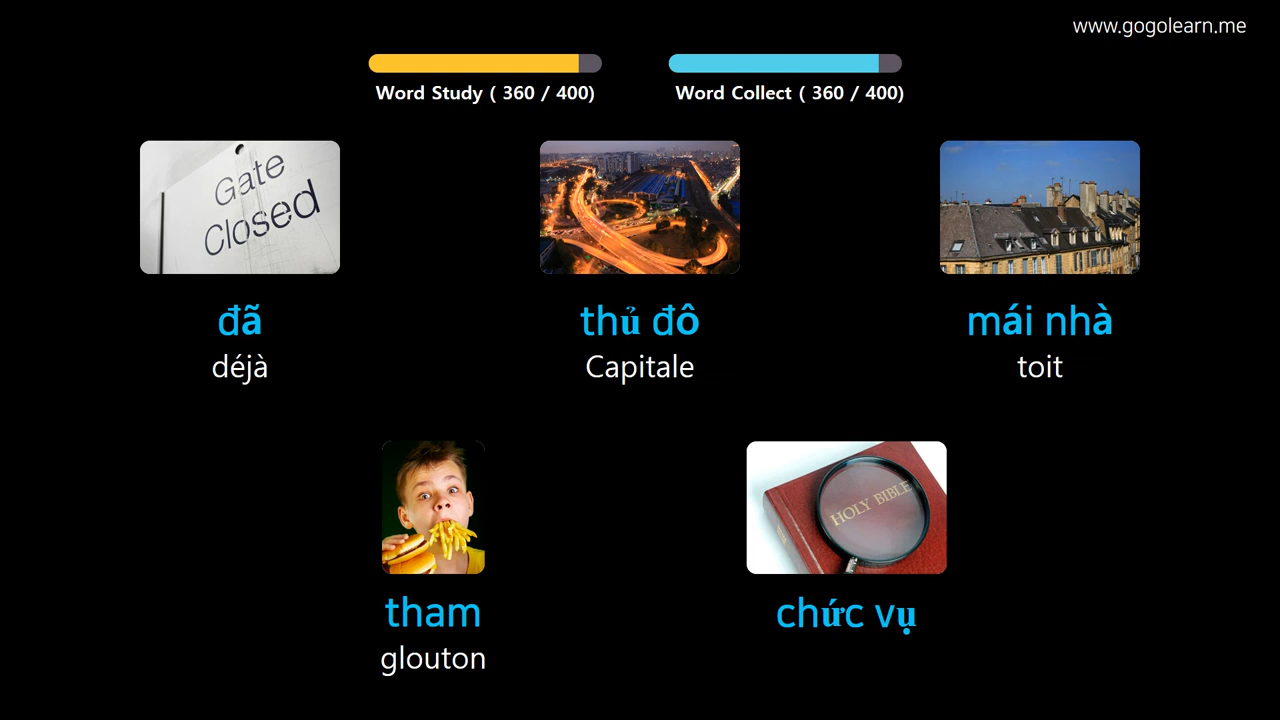 www.gogolearn.me
Word Study ( 360 / 400)
Word Collect ( 360 / 400)
Gate
Closed
đã
déjà
thủ đô
Capitale
mái nhà
toit
HOLY BIBLE
tham
glouton
chức vụ